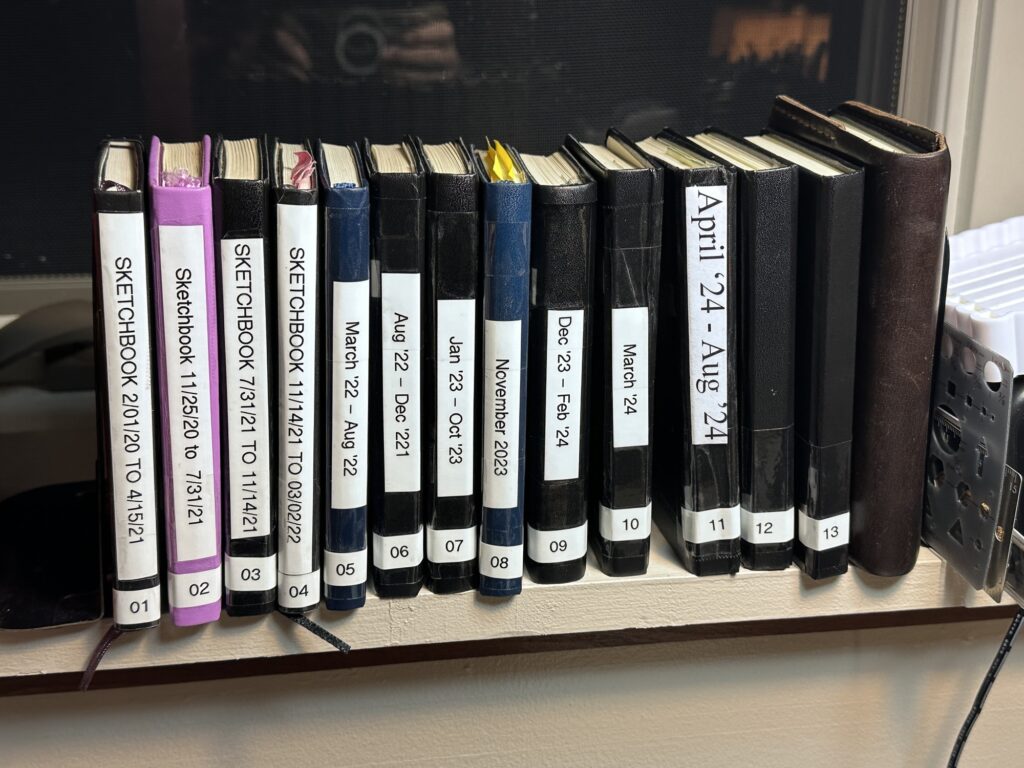 SKETCHBOOK 2/01/20 TO 4/15/21
01
Sketchbook 11/25/20 to 7/31/21
02
SKETCHBOOK 7/31/21 TO 11/14/21
03
SKETCHBOOK 11/14/21 TO 03/02/22
04
March '22 – Aug '22
05
Aug '22 – Dec '221
06
Jan '23 – Oct '23
07
November 2023
08
Dec '23 – Feb '24
09
March '24
10
April ‘24 - Aug ’24
11
12
13